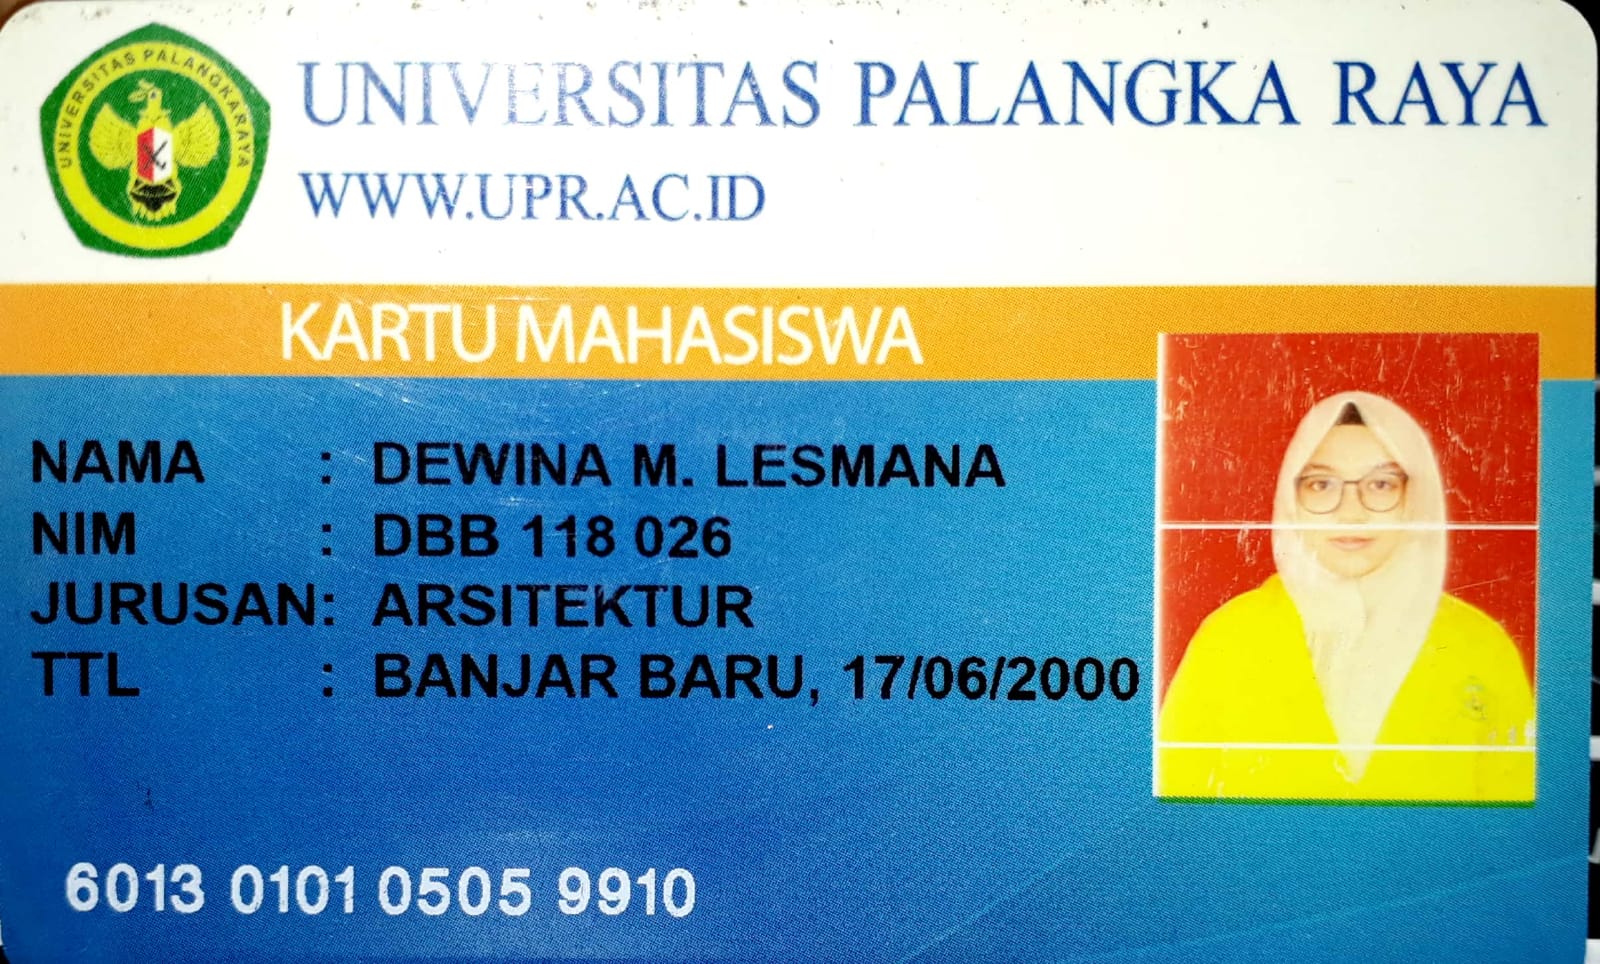 UNIVERSITAS PALANGKARAYA
UNIVERSITAS PALANGKA RAYA
WWW.UPR.AC.ID
KARTU MAHASISWA
NAMA : DEWINA M. LESMANA
NIM : DBB 118 026
JURUSAN : ARSITEKTUR
TTL : BANJAR BARU, 17/06/2000
6013 0101 0505 9910